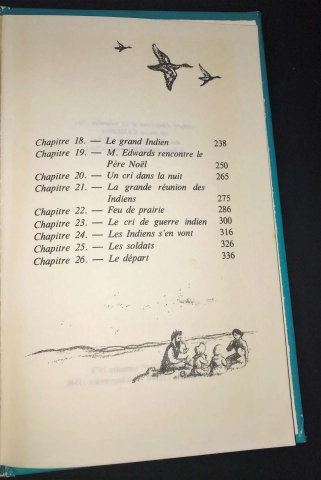 Chapitre 18. — Le grand Indien 238
Chapitre 19. — M. Edwards rencontre le
Père Noël 250
Chapitre 20. — Un cri dans la nuit 265
Chapitre 21. — La grande réunion des
Indiens 275
Chapitre 22. — Feu de prairie 286
Chapitre 23. — Le cri de guerre indien 300
Chapitre 24. — Les Indiens s'en vont 316
Chapitre 25. — Les soldats 326
Chapitre 26. — Le départ 336